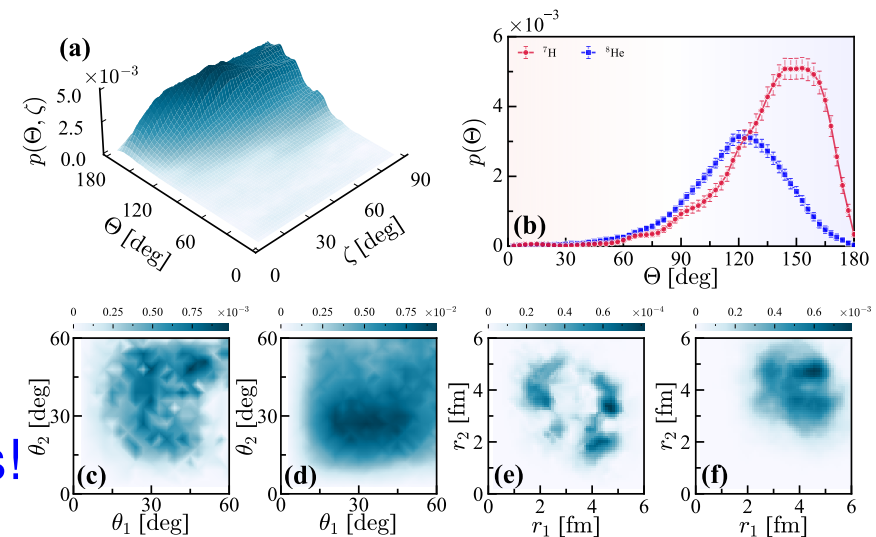 (a)
×10⁻³
5.0
2.5
0.0
p(Θ, ζ)
180
120
60
0
Θ [deg]
0
30
60
90
ζ [deg]
×10⁻³
⁷H
⁸He
6
4
2
0
p(Θ)
(b)
0 30 60 90 120 150 180
Θ [deg]
0 0.25 0.5 0.75 ×10⁻³
60
30
0
θ₂ [deg]
(c)
0 30 60
θ₁ [deg]
0 0.25 0.5 0.75 ×10⁻²
60
30
0
θ₂ [deg]
(d)
0 30 60
θ₁ [deg]
0 0.2 0.4 0.6 ×10⁻⁴
6
4
2
0
r₂ [fm]
(e)
0 2 4 6
r₁ [fm]
0 0.2 0.4 0.6 ×10⁻³
6
4
2
0
r₂ [fm]
(f)
0 2 4 6
r₁ [fm]
s!